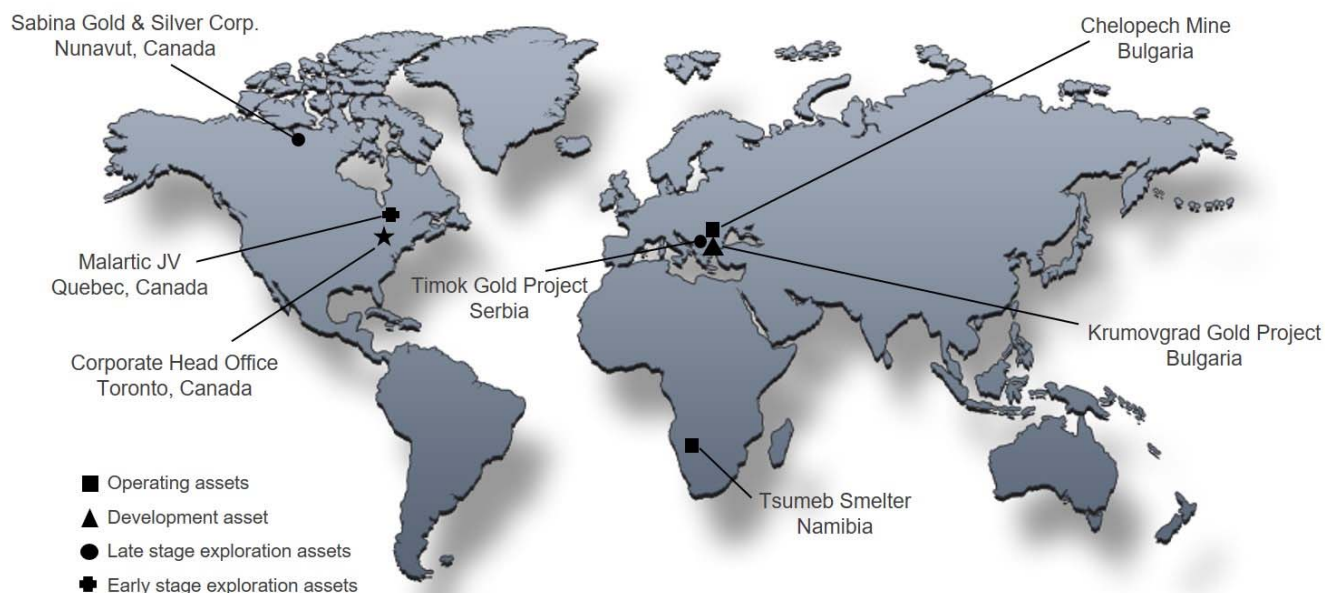 Sabina Gold & Silver Corp.
Nunavut, Canada
Chelopech Mine
Bulgaria
Malartic JV
Quebec, Canada
Timok Gold Project
Serbia
Krumovgrad Gold Project
Bulgaria
Corporate Head Office
Toronto, Canada
Tsumeb Smelter
Namibia
Operating assets
Development asset
Late stage exploration assets
Early stage exploration assets